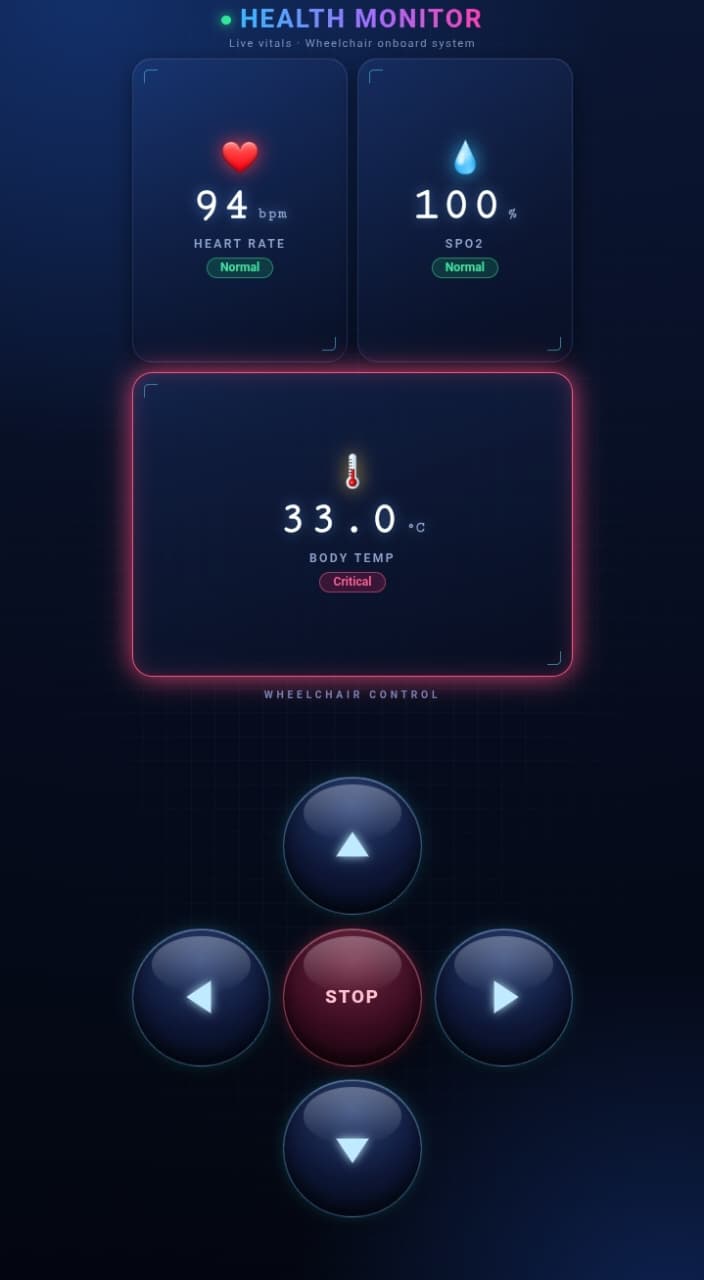 HEALTH MONITOR
Live vitals · Wheelchair onboard system
94 bpm
HEART RATE
Normal
100 %
SPO2
Normal
33.0 °C
BODY TEMP
Critical
WHEELCHAIR CONTROL
STOP